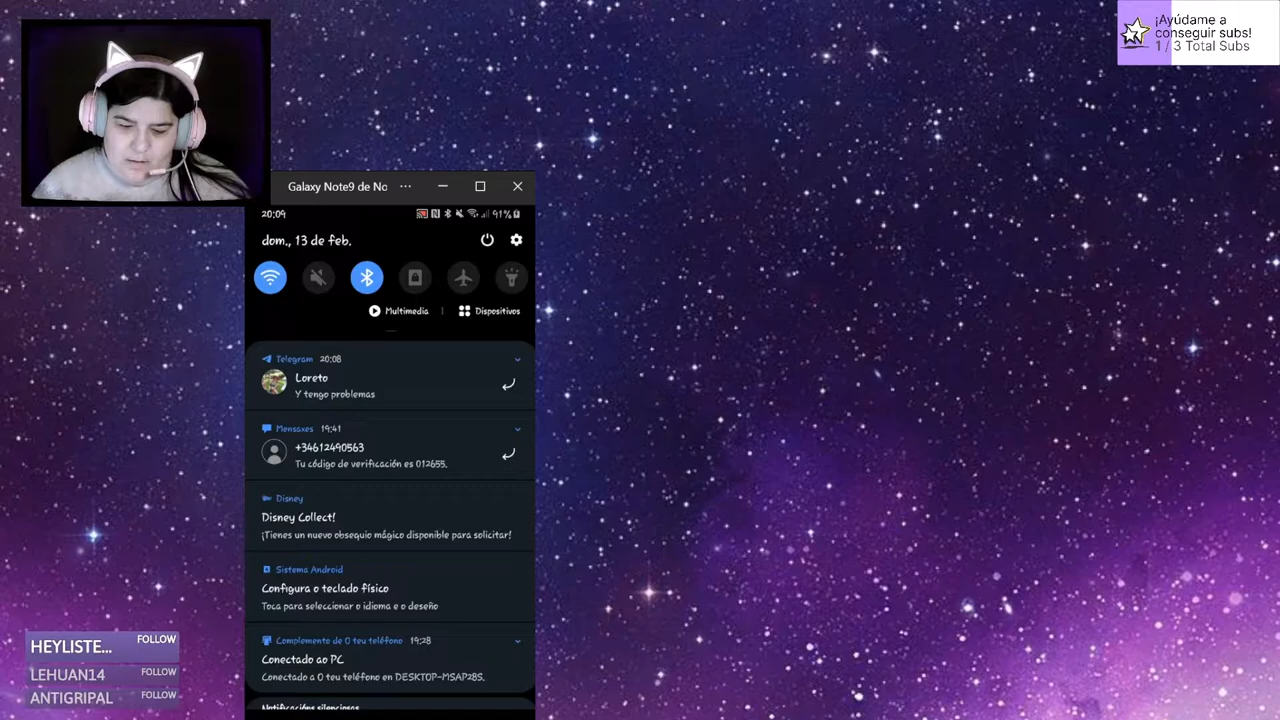 ¡Ayúdame a
conseguir subs!
1 / 3 Total Subs
Galaxy Note9 de No
20:09
91%
dom., 13 de feb.
Multimedia | Dispositivos
Telegram 20:08
Loreto
Y tengo problemas
Mensaxes 19:41
+34612490563
Tu código de verificación es 012655.
Disney
Disney Collect!
¡Tienes un nuevo obsequio mágico disponible para solicitar!
Sistema Android
Configura o teclado físico
Toca para seleccionar o idioma e o deseño
Complemento de O teu teléfono 19:28
Conectado ao PC
Conectado a O teu teléfono en DESKTOP-MSAP28S.
Notificacións silenciosas
HEYLISTE... FOLLOW
LEHUAN14 FOLLOW
ANTIGRIPAL FOLLOW